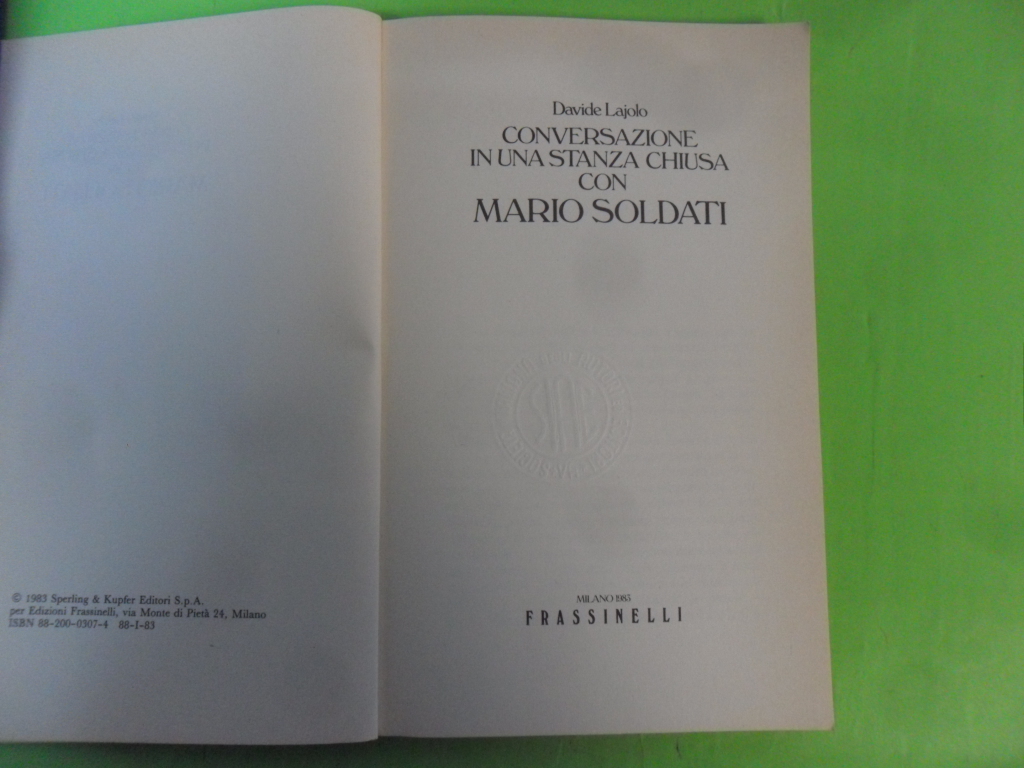 © 1983 Sperling & Kupfer Editori S.p.A.
per Edizioni Frassinelli, via Monte di Pietà 24, Milano
ISBN 88-200-0307-4 88-I-83
Davide Lajolo
CONVERSAZIONE
IN UNA STANZA CHIUSA
CON
MARIO SOLDATI
MILANO 1983
FRASSINELLI